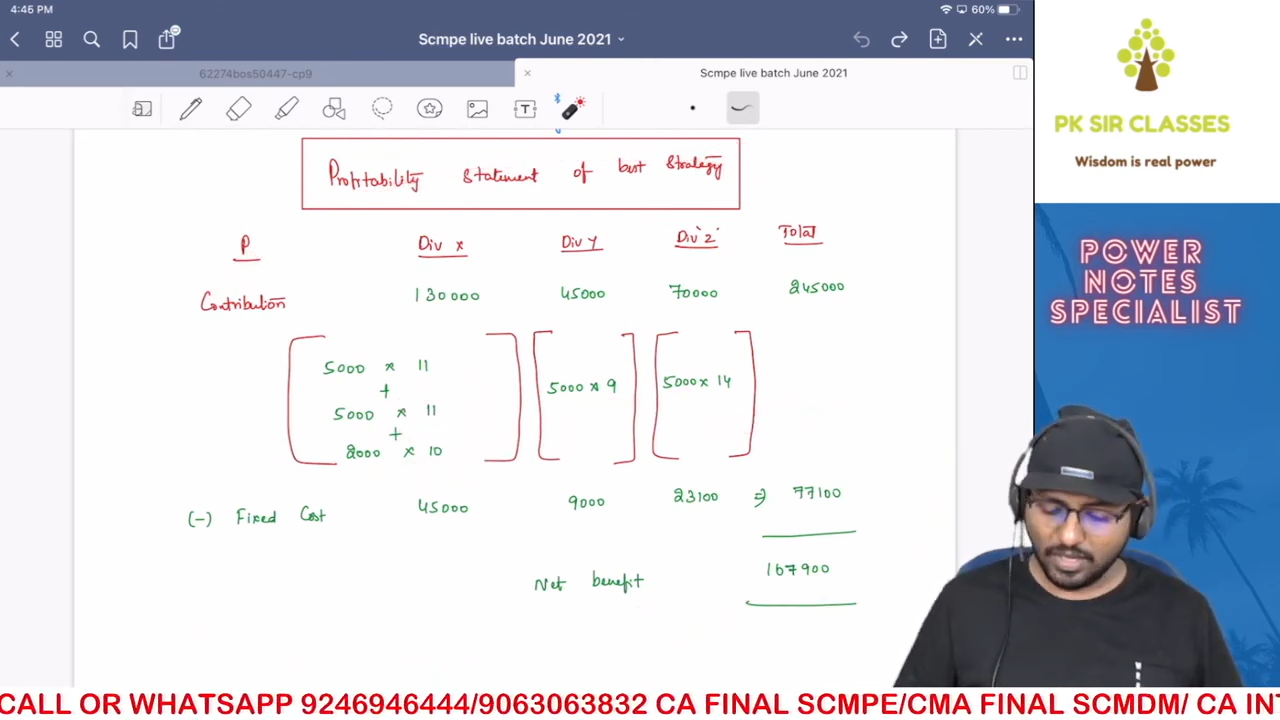 4:45 PM
60%
Scmpe live batch June 2021
62274bos50447-cp9
Scmpe live batch June 2021
T
PK SIR CLASSES
Wisdom is real power
POWER
NOTES
SPECIALIST
Profitability Statement of best Strategy
P Div x Div Y Div 'Z' Total
Contribution 130000 45000 70000 245000
5000 x 11
+
5000 x 11
+
2000 x 10
5000 x 9
5000 x 14
(-) Fixed Cost 45000 9000 23100 ⇒ 77100
Net benefit 167900
CALL OR WHATSAPP 9246946444/9063063832 CA FINAL SCMPE/CMA FINAL SCMDM/ CA INT